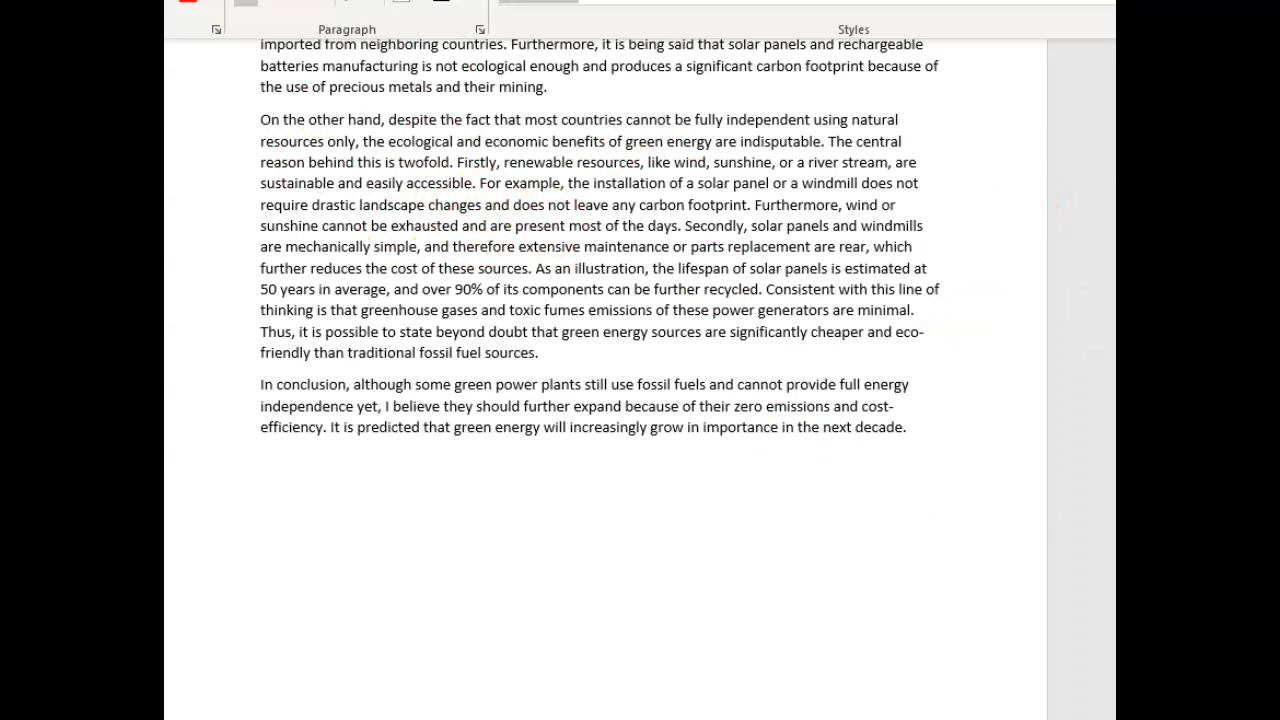 Paragraph
Styles
imported from neighboring countries. Furthermore, it is being said that solar panels and rechargeable
batteries manufacturing is not ecological enough and produces a significant carbon footprint because of
the use of precious metals and their mining.
On the other hand, despite the fact that most countries cannot be fully independent using natural
resources only, the ecological and economic benefits of green energy are indisputable. The central
reason behind this is twofold. Firstly, renewable resources, like wind, sunshine, or a river stream, are
sustainable and easily accessible. For example, the installation of a solar panel or a windmill does not
require drastic landscape changes and does not leave any carbon footprint. Furthermore, wind or
sunshine cannot be exhausted and are present most of the days. Secondly, solar panels and windmills
are mechanically simple, and therefore extensive maintenance or parts replacement are rear, which
further reduces the cost of these sources. As an illustration, the lifespan of solar panels is estimated at
50 years in average, and over 90% of its components can be further recycled. Consistent with this line of
thinking is that greenhouse gases and toxic fumes emissions of these power generators are minimal.
Thus, it is possible to state beyond doubt that green energy sources are significantly cheaper and eco-
friendly than traditional fossil fuel sources.
In conclusion, although some green power plants still use fossil fuels and cannot provide full energy
independence yet, I believe they should further expand because of their zero emissions and cost-
efficiency. It is predicted that green energy will increasingly grow in importance in the next decade.